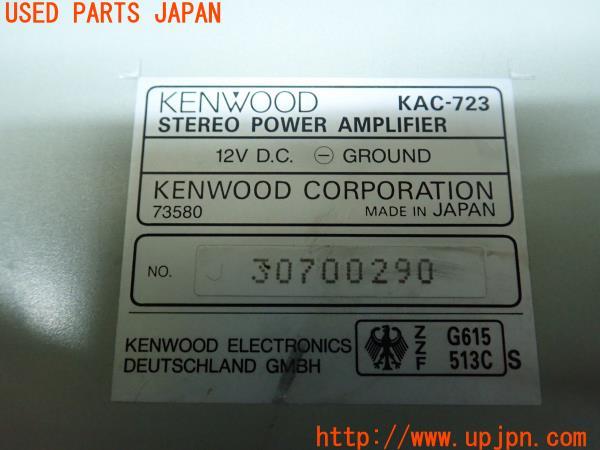 USED PARTS JAPAN
KENWOOD KAC-723
STEREO POWER AMPLIFIER
12V D.C. ⊖ GROUND
KENWOOD CORPORATION
73580 MADE IN JAPAN
NO. J 30700290
KENWOOD ELECTRONICS
DEUTSCHLAND GMBH
ZZF G615
513C S
http://www.upjpn.com/